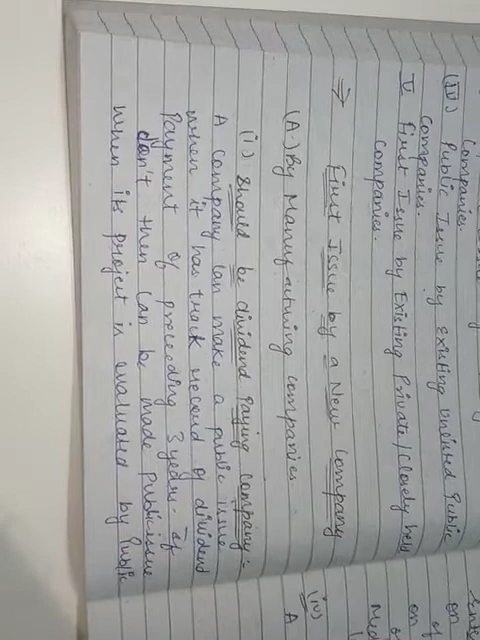 Companies.
(IV) Public Issue by existing unlisted Public
Companies.
V First Issue by Existing Private/Closely held
Companies.
→ First Issue by a New Company
(A) By Manufacturing companies
(i) Should be dividend Paying Company:-
A Company can make a public issue
when it has track record of dividend
Payment of preceeding 3 years. If
don't then can be made Public issue
when its project is evaluated by Public
(iv)
A